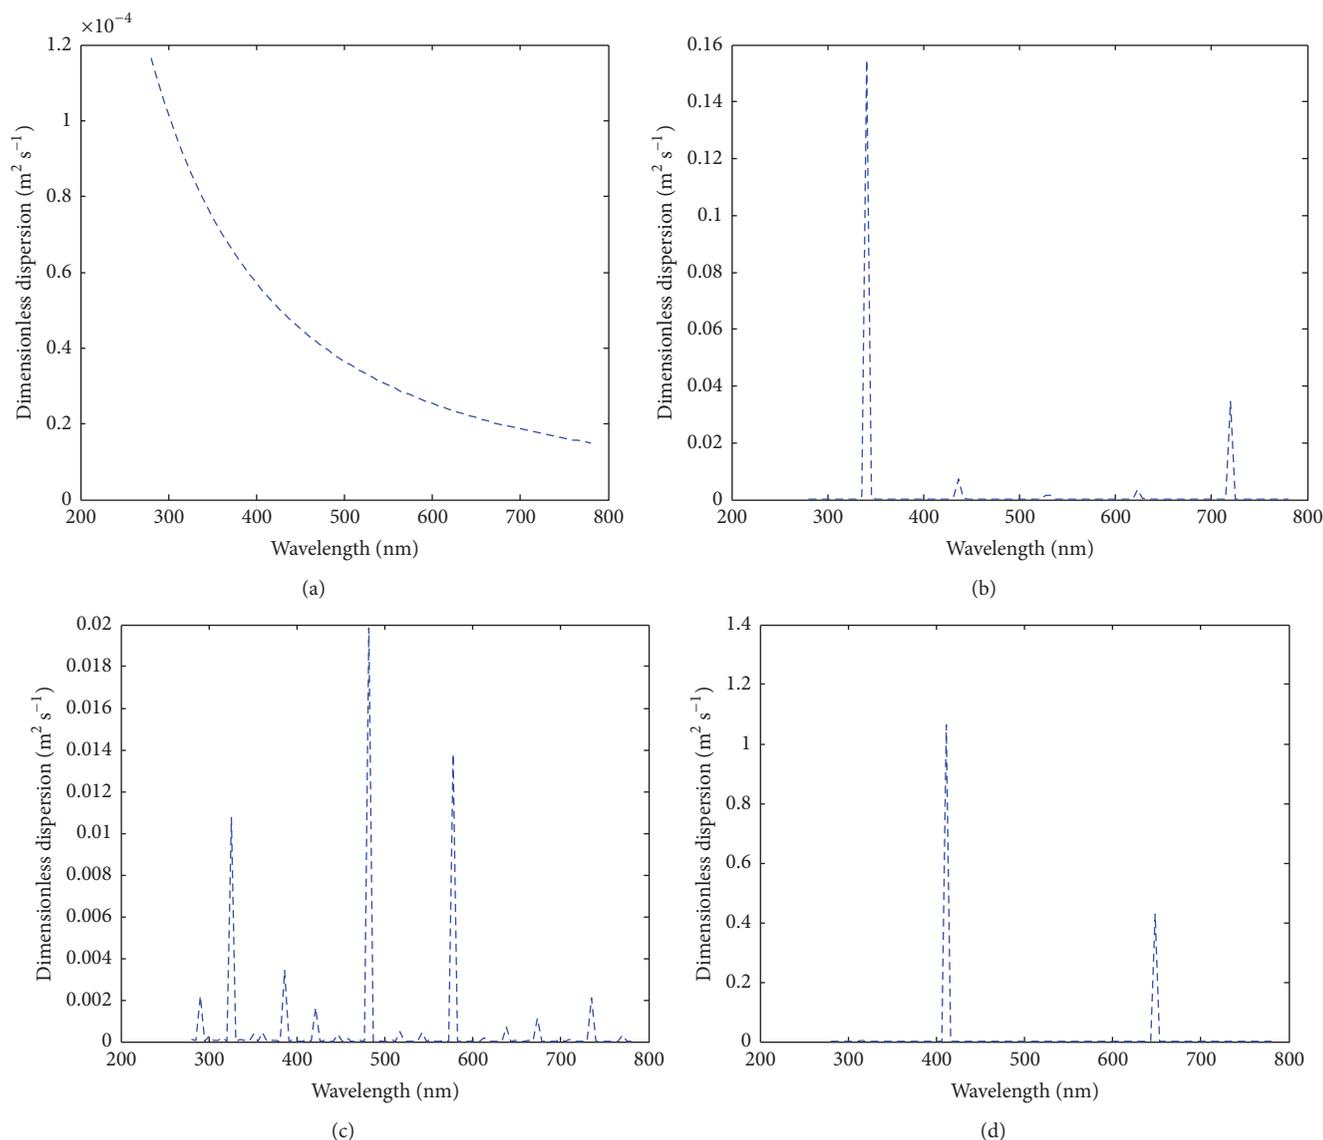 ×10−4
1.2
1
0.8
0.6
0.4
0.2
0
200 300 400 500 600 700 800
Wavelength (nm)
Dimensionless dispersion (m2 s−1)
(a)
0.16
0.14
0.12
0.1
0.08
0.06
0.04
0.02
0
200 300 400 500 600 700 800
Wavelength (nm)
Dimensionless dispersion (m2 s−1)
(b)
0.02
0.018
0.016
0.014
0.012
0.01
0.008
0.006
0.004
0.002
0
200 300 400 500 600 700 800
Wavelength (nm)
Dimensionless dispersion (m2 s−1)
(c)
1.4
1.2
1
0.8
0.6
0.4
0.2
0
200 300 400 500 600 700 800
Wavelength (nm)
Dimensionless dispersion (m2 s−1)
(d)